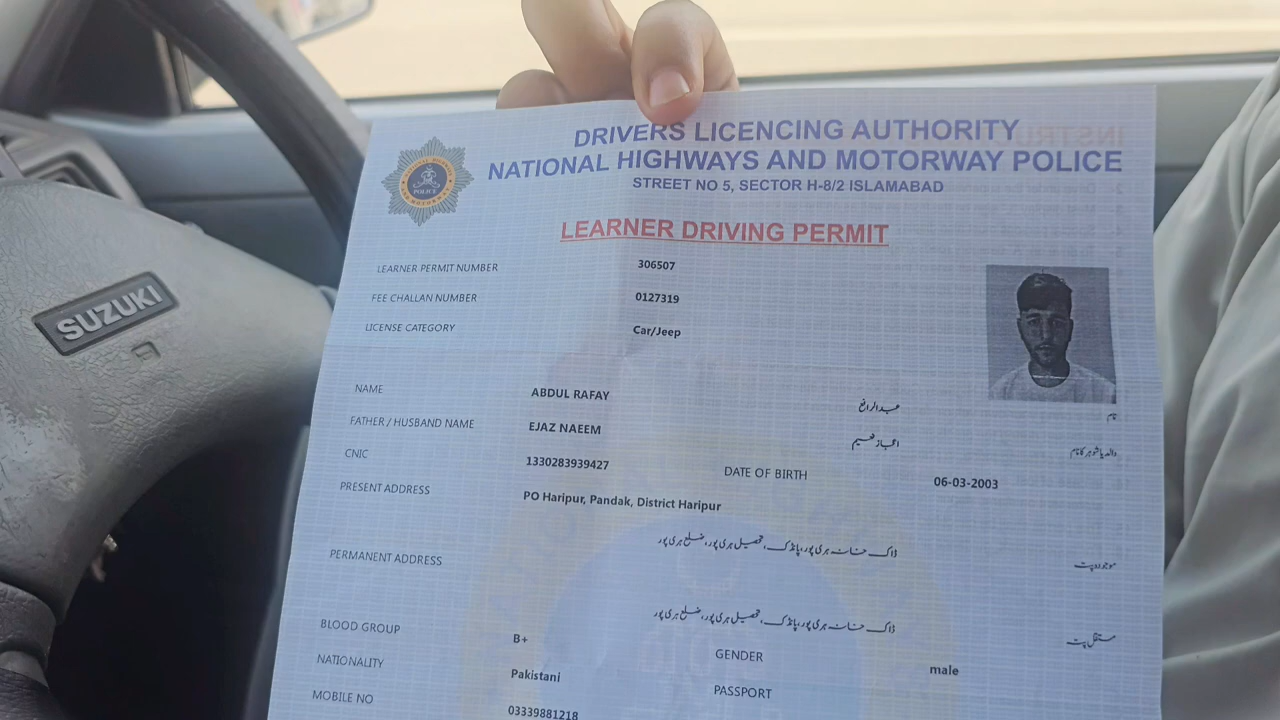 DRIVERS LICENCING AUTHORITY
NATIONAL HIGHWAYS AND MOTORWAY POLICE
STREET NO 5, SECTOR H-8/2 ISLAMABAD
POLICE
LEARNER DRIVING PERMIT
LEARNER PERMIT NUMBER 306507
FEE CHALLAN NUMBER 0127319
LICENSE CATEGORY Car/Jeep
SUZUKI
NAME ABDUL RAFAY عبدالرافع نام
FATHER / HUSBAND NAME EJAZ NAEEM اعجاز نعیم والد یا شوہر کا نام
CNIC 1330283939427 DATE OF BIRTH 06-03-2003
PRESENT ADDRESS PO Haripur, Pandak, District Haripur
ڈاک خانہ ہری پور، پانڈک، تحصیل ہری پور، ضلع ہری پور موجودہ پتہ
PERMANENT ADDRESS
ڈاک خانہ ہری پور، پانڈک، تحصیل ہری پور، ضلع ہری پور مستقل پتہ
BLOOD GROUP B+ GENDER male
NATIONALITY Pakistani PASSPORT
MOBILE NO 03339881218